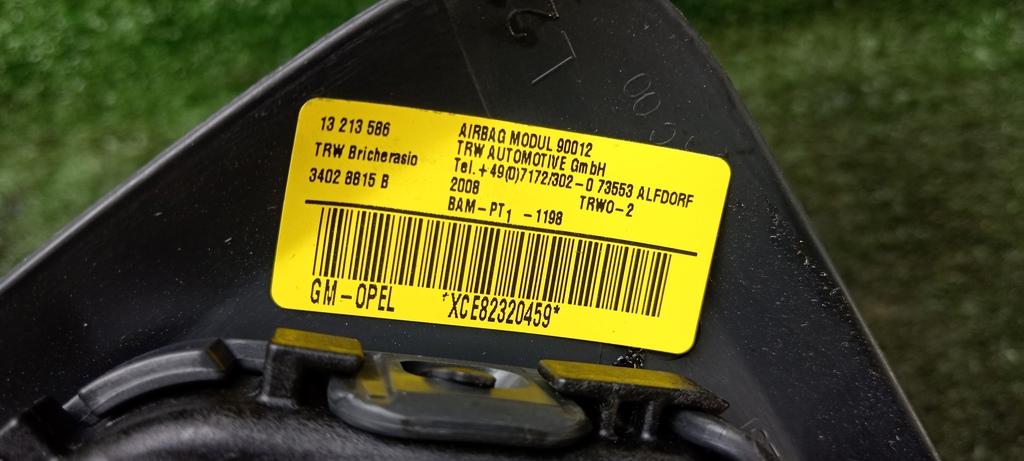 13 213 586
TRW Bricherasio
3402 8815 B
AIRBAG MODUL 90012
TRW AUTOMOTIVE GmbH
Tel. +49(0)7172/302-0 73553 ALFDORF
2008 TRWO-2
BAM-PT1 -1198
GM-OPEL *XCE82320459*